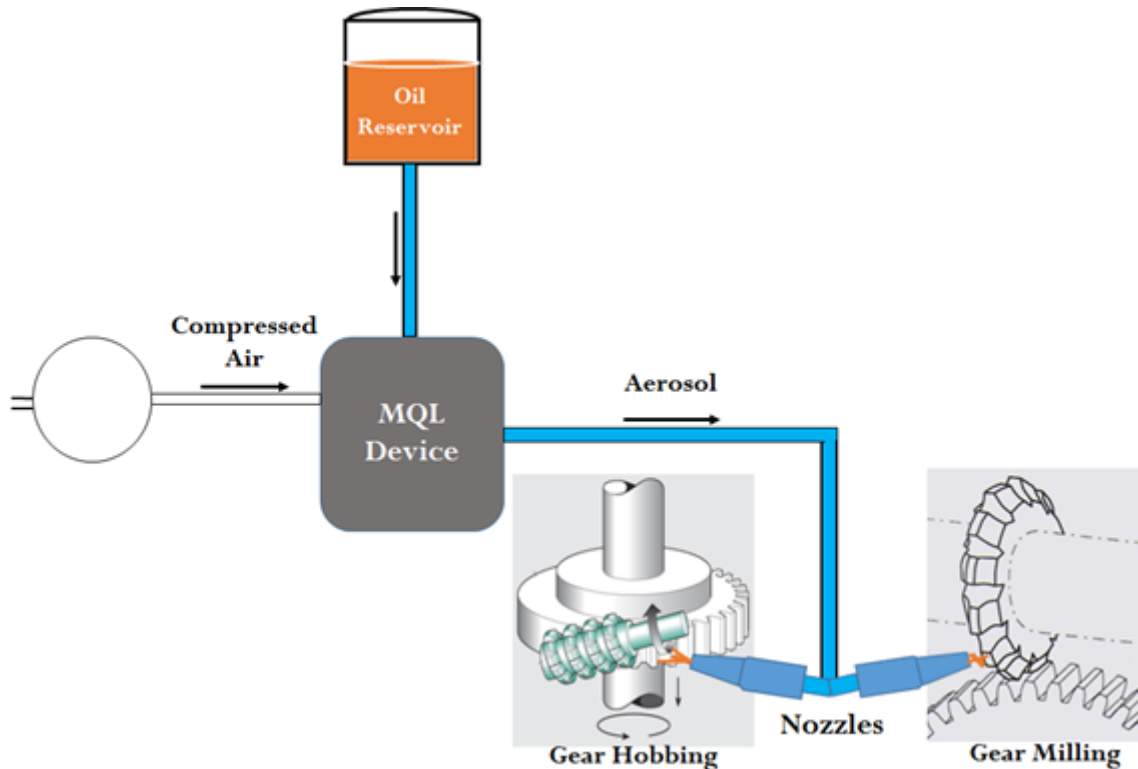 Oil
Reservoir
Compressed
Air
MQL
Device
Aerosol
Nozzles
Gear Hobbing
Gear Milling